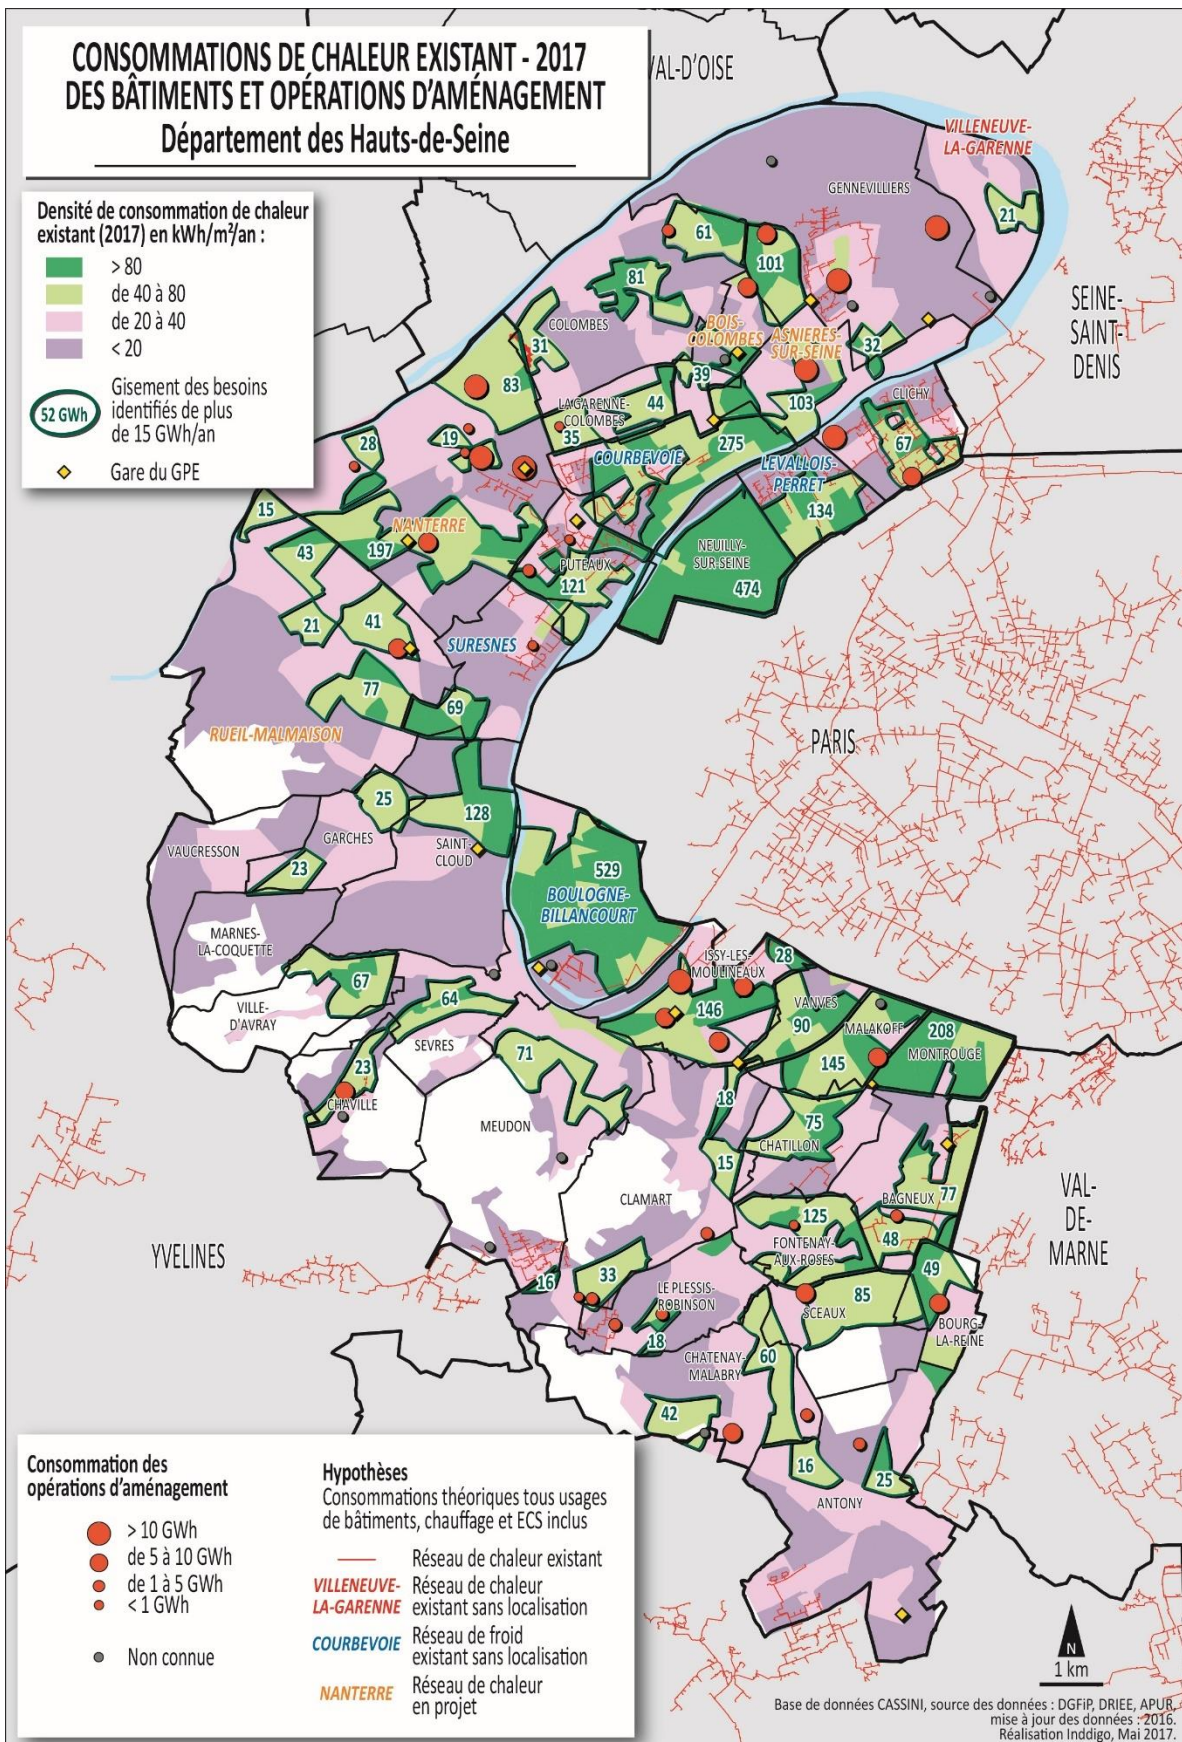 CONSOMMATIONS DE CHALEUR EXISTANT - 2017
DES BÂTIMENTS ET OPÉRATIONS D'AMÉNAGEMENT
Département des Hauts-de-Seine
VAL-D'OISE
Densité de consommation de chaleur
existant (2017) en kWh/m²/an :
> 80
de 40 à 80
de 20 à 40
< 20
52 GWh
Gisement des besoins
identifiés de plus
de 15 GWh/an
Gare du GPE
VILLENEUVE-
LA-GARENNE
GENNEVILLIERS
21
61
101
81
SEINE-
SAINT-
DENIS
COLOMBES
31
BOIS-
COLOMBES
ASNIERES-
SUR-SEINE
32
39
83
LA GARENNE-
COLOMBES
44
103
CLICHY
28
19
35
COURBEVOIE
275
67
LEVALLOIS-
PERRET
134
15
NANTERRE
43
197
PUTEAUX
121
NEUILLY-
SUR-SEINE
474
21
41
SURESNES
77
69
RUEIL-MALMAISON
PARIS
25
128
GARCHES
SAINT-
CLOUD
VAUCRESSON
23
529
BOULOGNE-
BILLANCOURT
MARNES-
LA-COQUETTE
67
ISSY-LES-
MOULINEAUX
28
VILLE-
D'AVRAY
64
146
VANVES
90
MALAKOFF
208
MONTROUGE
SEVRES
71
145
23
CHAVILLE
18
MEUDON
75
CHATILLON
15
CLAMART
BAGNEUX
77
VAL-
DE-
MARNE
125
FONTENAY-
AUX-ROSES
48
YVELINES
49
16
33
LE PLESSIS-
ROBINSON
85
SCEAUX
BOURG-
LA-REINE
18
CHATENAY-
MALABRY
60
42
16
25
ANTONY
Consommation des
opérations d'aménagement
> 10 GWh
de 5 à 10 GWh
de 1 à 5 GWh
< 1 GWh
Non connue
Hypothèses
Consommations théoriques tous usages
de bâtiments, chauffage et ECS inclus
Réseau de chaleur existant
VILLENEUVE-
LA-GARENNE
Réseau de chaleur
existant sans localisation
COURBEVOIE
Réseau de froid
existant sans localisation
NANTERRE
Réseau de chaleur
en projet
N
1 km
Base de données CASSINI, source des données : DGFiP, DRIEE, APUR,
mise à jour des données : 2016.
Réalisation Inddigo, Mai 2017.